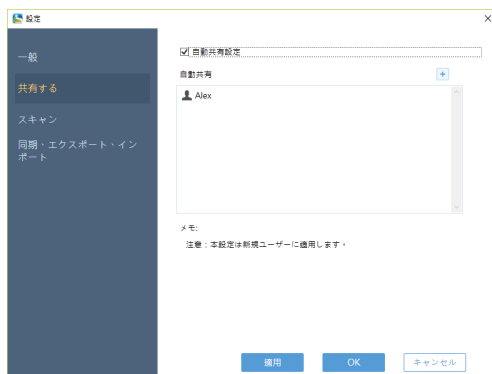 設定
一般
共有する
スキャン
同期・エクスポート・イン
ポート
自動共有設定
自動共有
Alex
メモ:
注意：本設定は新規ユーザーに適用します。
適用
OK
キャンセル